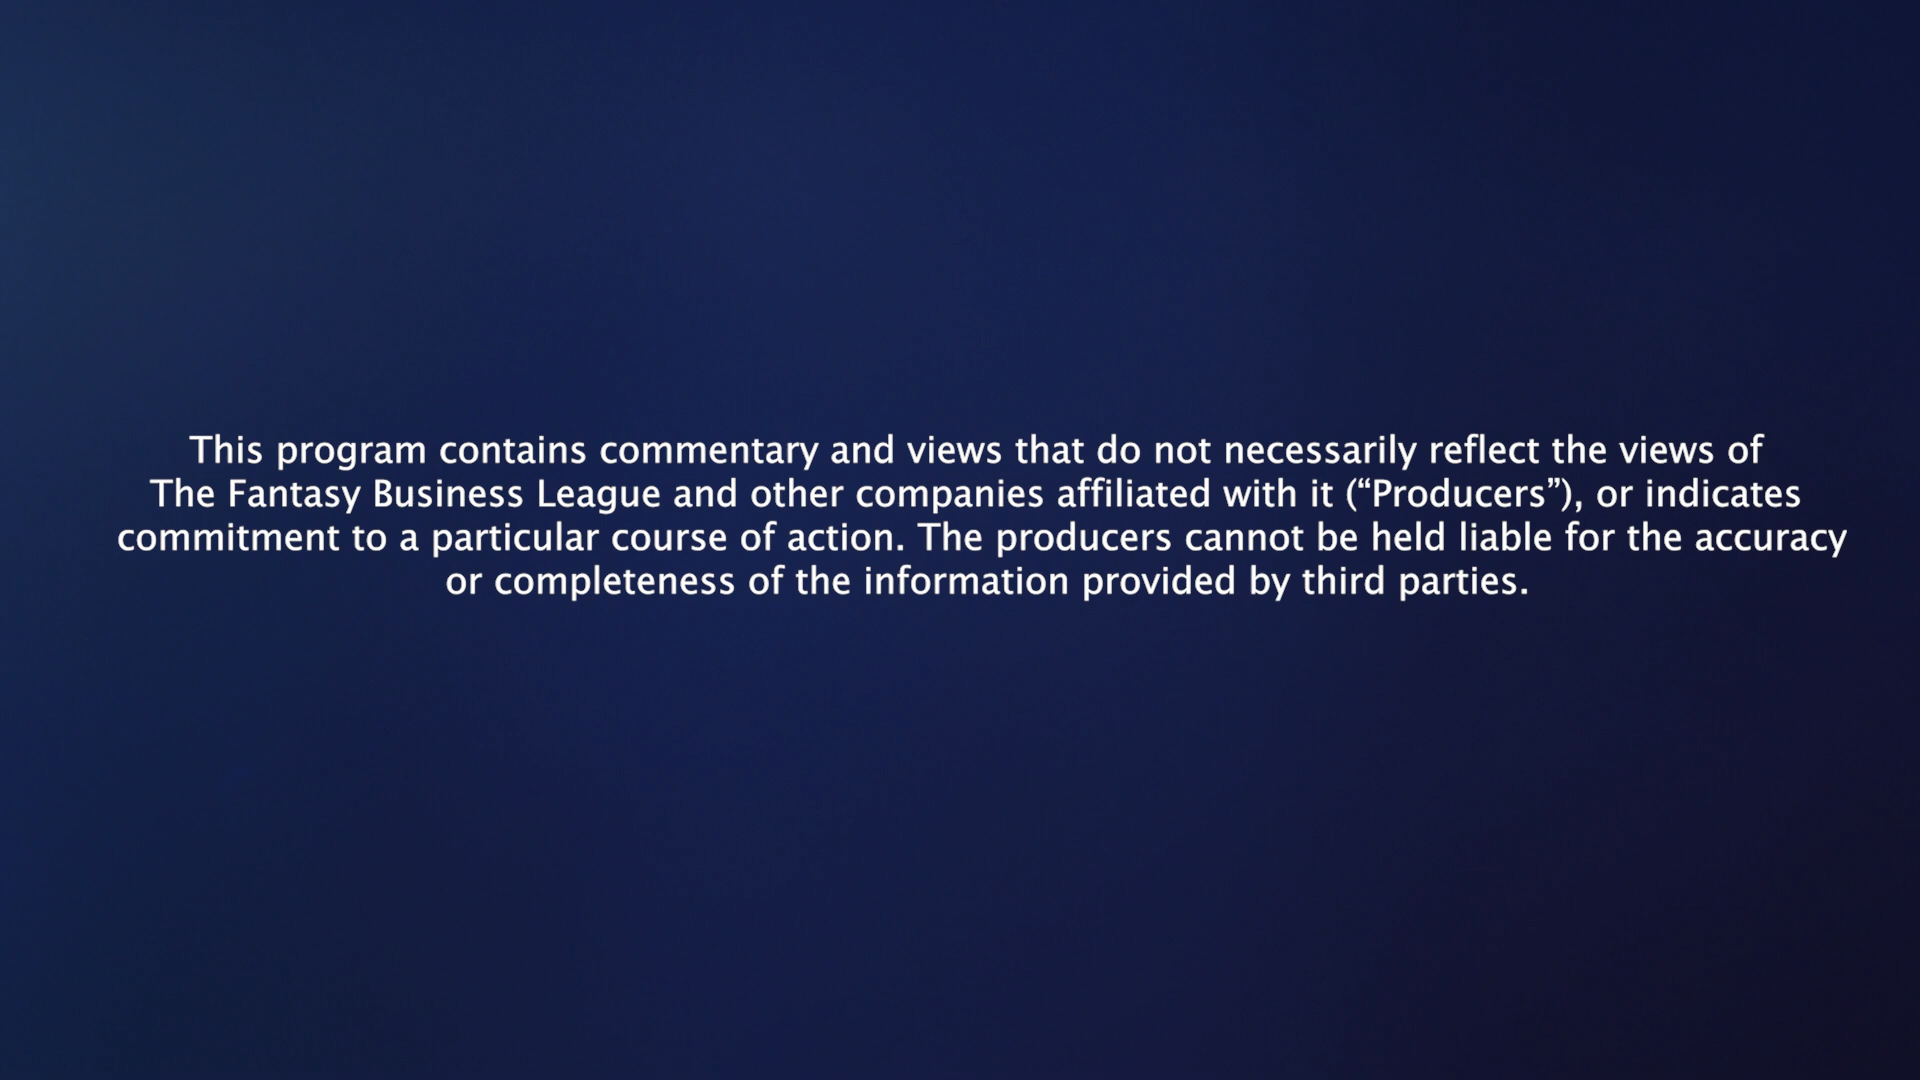 This program contains commentary and views that do not necessarily reflect the views of
The Fantasy Business League and other companies affiliated with it (“Producers”), or indicates
commitment to a particular course of action. The producers cannot be held liable for the accuracy
or completeness of the information provided by third parties.